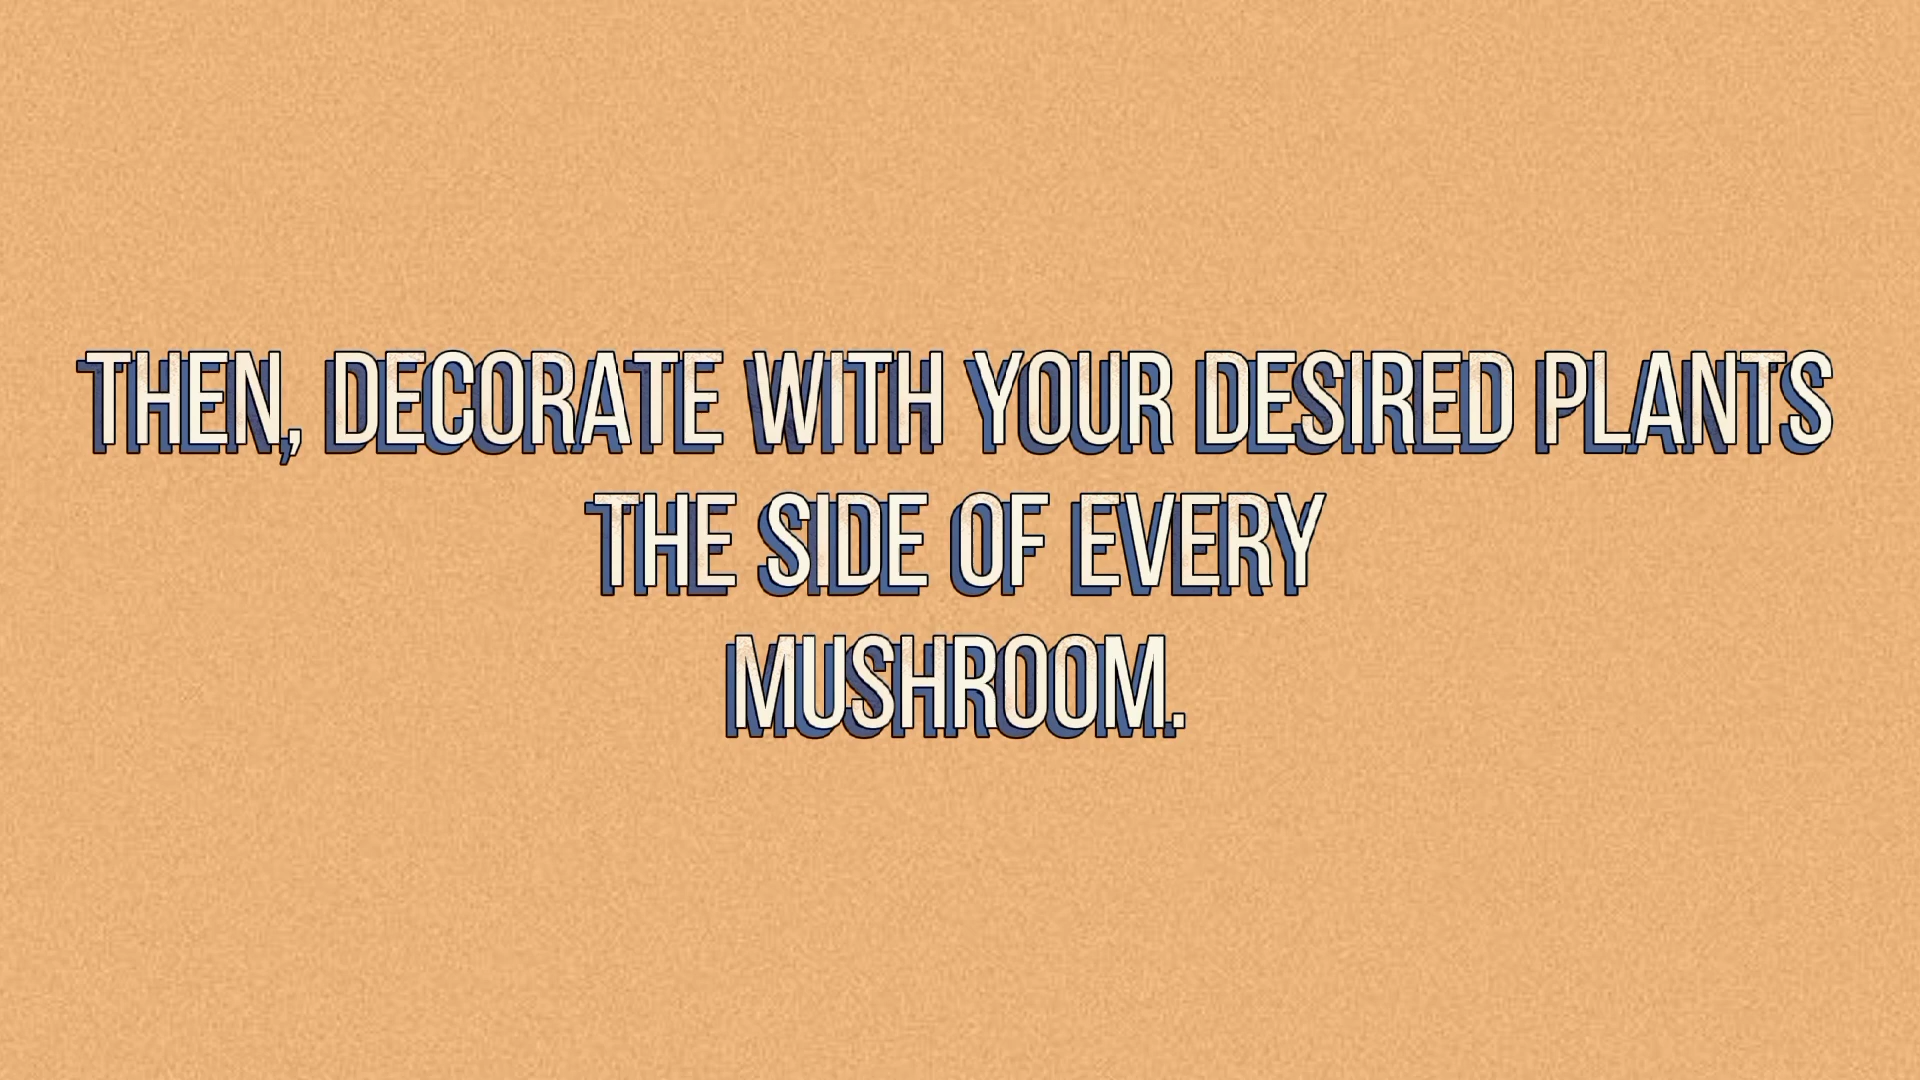 THEN, DECORATE WITH YOUR DESIRED PLANTS
THE SIDE OF EVERY
MUSHROOM.